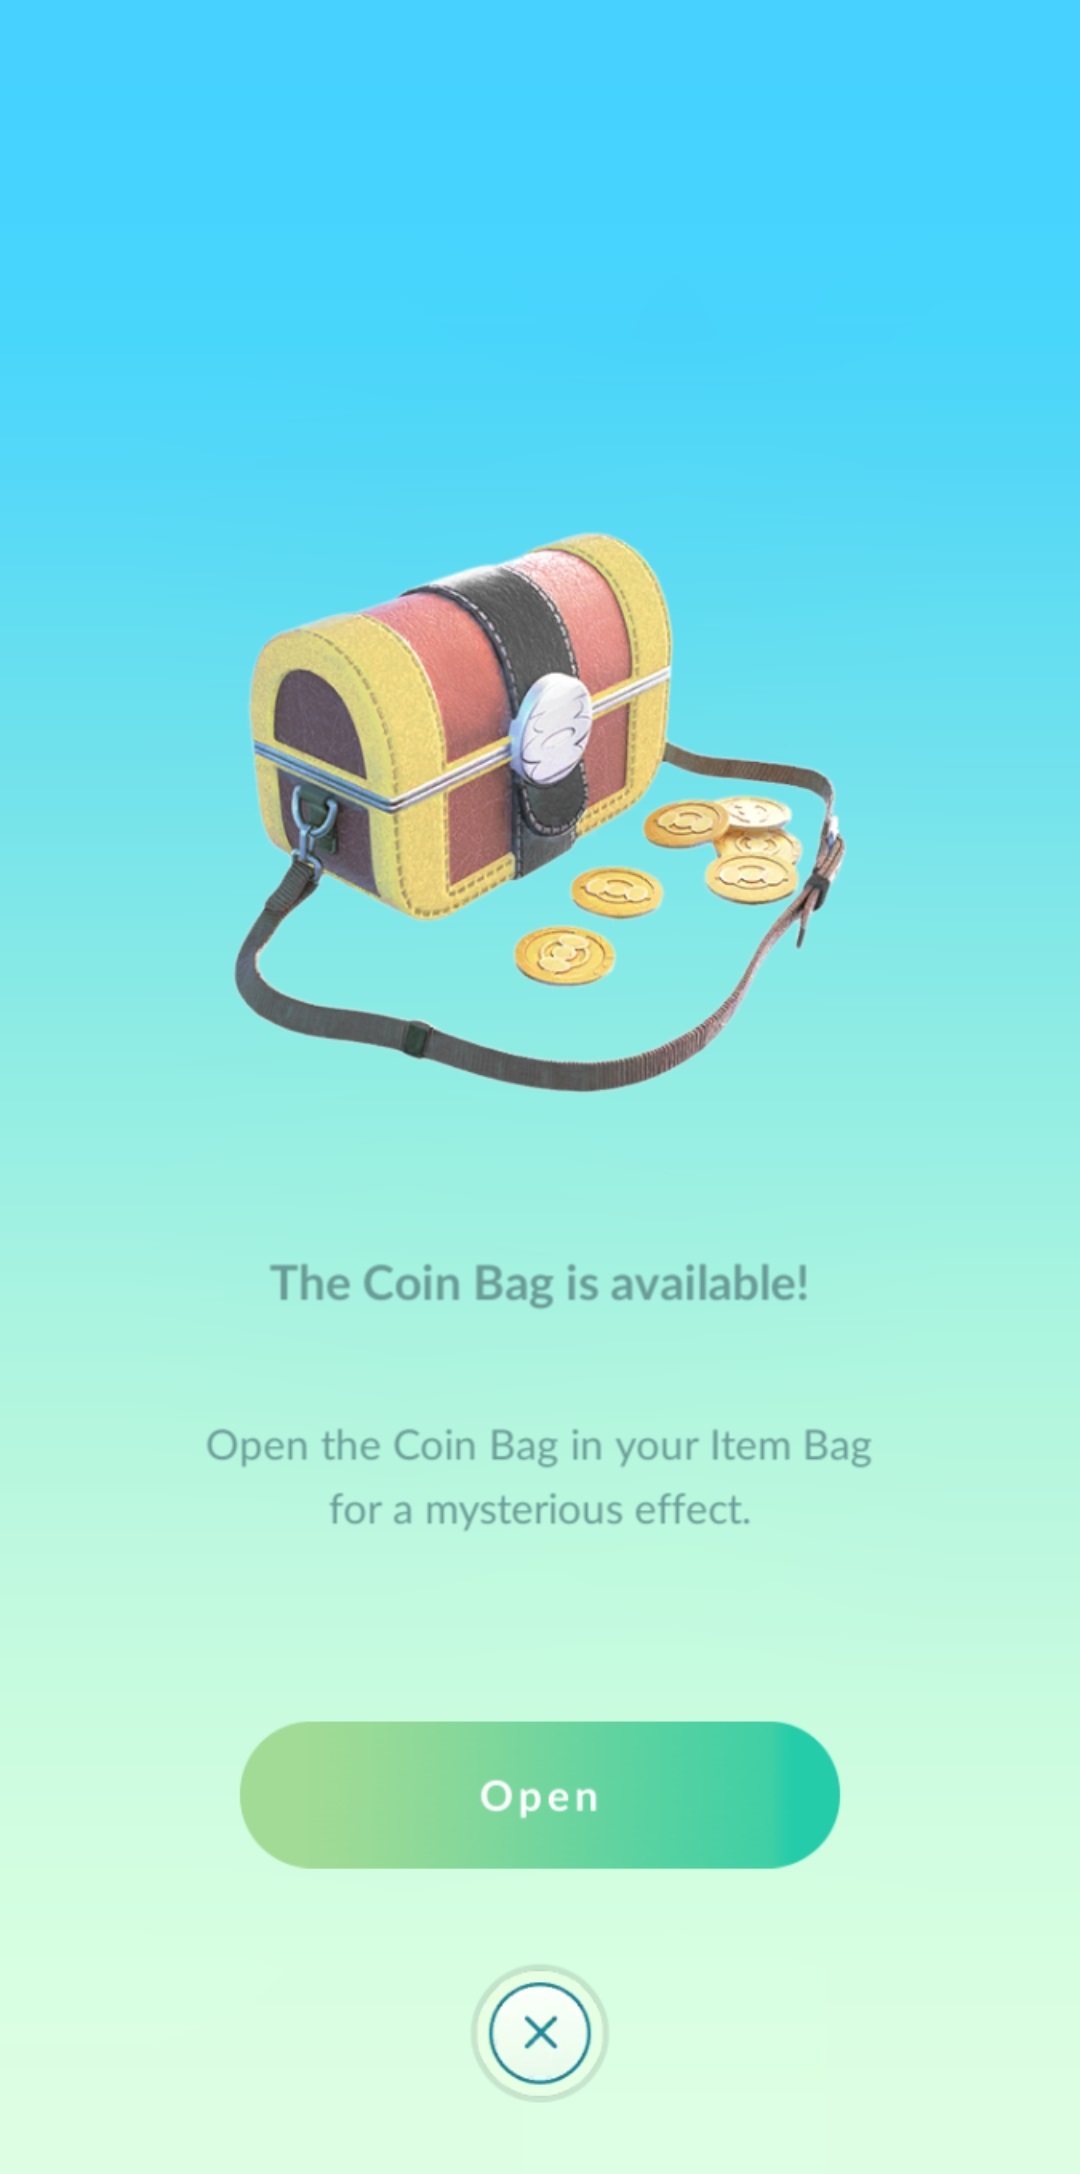 The Coin Bag is available!
Open the Coin Bag in your Item Bag
for a mysterious effect.
Open